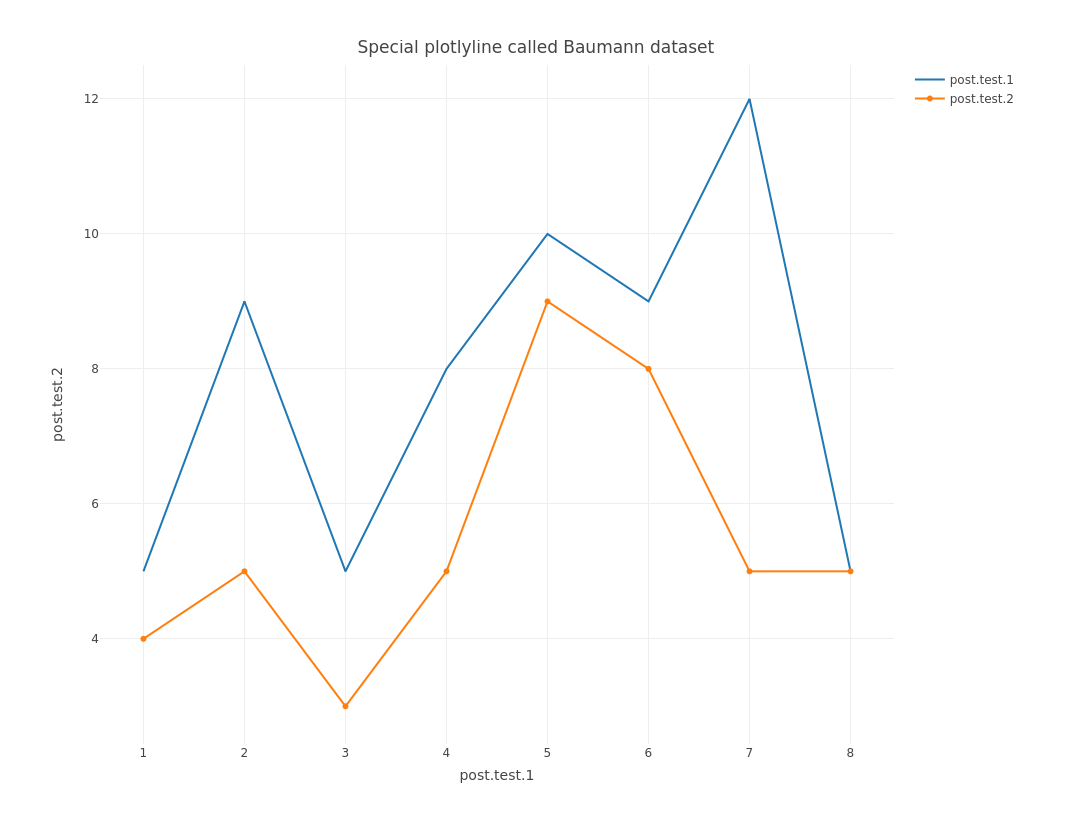 Special plotlyline called Baumann dataset
post.test.1
post.test.2
12
10
8
6
4
post.test.2
1 2 3 4 5 6 7 8
post.test.1